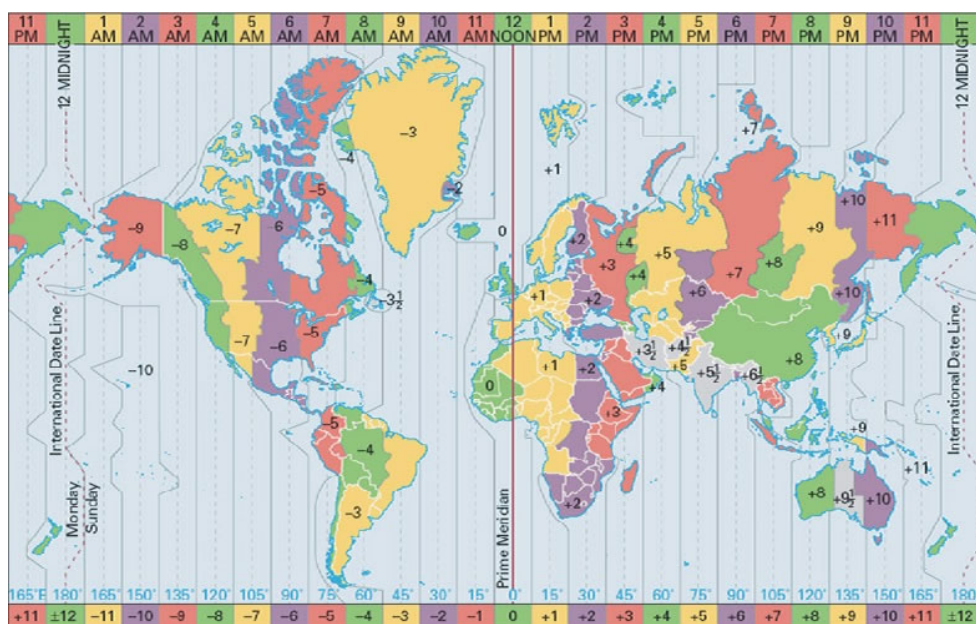 11 PM
12 MIDNIGHT
1 AM
2 AM
3 AM
4 AM
5 AM
6 AM
7 AM
8 AM
9 AM
10 AM
11 AM
12 NOON
1 PM
2 PM
3 PM
4 PM
5 PM
6 PM
7 PM
8 PM
9 PM
10 PM
11 PM
12 MIDNIGHT
−3
−4
+7
+1
−5
−2
+10
−9
−8
−7
−6
0
+2
+4
+5
+9
+11
+3
+4
+7
+8
−4
−3½
+1
+2
+6
+10
−7
−6
−5
+3½
+4½
+9
−10
0
+1
+2
+5
+5½
+6½
+8
+4
−5
−4
+3
+9
+11
−3
+2
+8
+9½
+10
International Date Line.
Monday
Sunday
Prime Meridian
International Date Line.
165°E 180° 165° 150° 135° 120° 105° 90° 75° 60° 45° 30° 15° 0° 15° 30° 45° 60° 75° 90° 105° 120° 135° 150° 165° 180°
+11 ±12 −11 −10 −9 −8 −7 −6 −5 −4 −3 −2 −1 0 +1 +2 +3 +4 +5 +6 +7 +8 +9 +10 +11 ±12